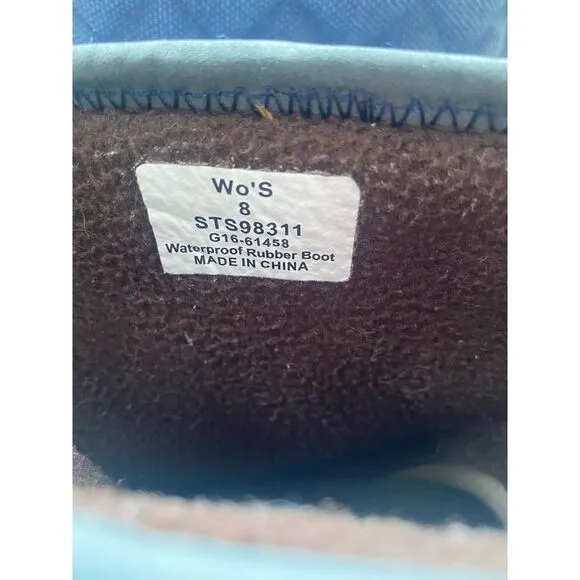 Wo'S
8
STS98311
G16-61458
Waterproof Rubber Boot
MADE IN CHINA